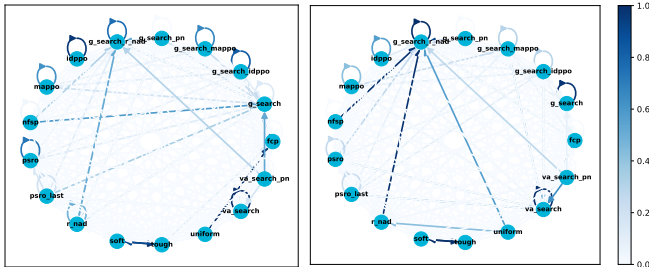 g_search_pn
g_search_r_nad
g_search_mappo
idppo
g_search_idppo
mappo
g_search
nfsp
fcp
psro
va_search_pn
psro_last
va_search
r_nad
uniform
soft
tough
g_search_pn
g_search_r_nad
g_search_mappo
idppo
g_search_idppo
mappo
g_search
nfsp
fcp
psro
va_search_pn
psro_last
va_search
r_nad
uniform
soft
tough
1.0
0.8
0.6
0.4
0.2
0.0